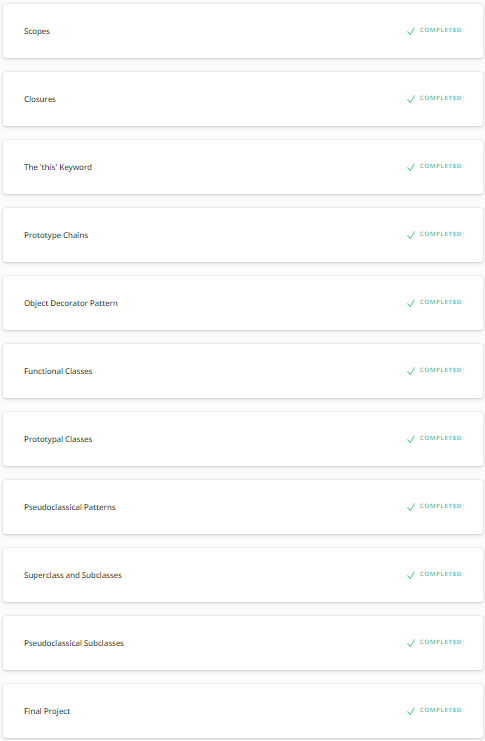 Scopes COMPLETED
Closures COMPLETED
The 'this' Keyword COMPLETED
Prototype Chains COMPLETED
Object Decorator Pattern COMPLETED
Functional Classes COMPLETED
Prototypal Classes COMPLETED
Pseudoclassical Patterns COMPLETED
Superclass and Subclasses COMPLETED
Pseudoclassical Subclasses COMPLETED
Final Project COMPLETED